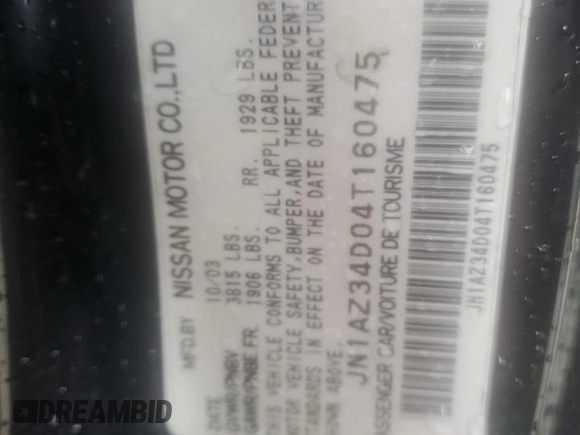 MFD.BY NISSAN MOTOR CO.,LTD
DATE 10/03
GVWR/PNBV 3815 LBS.
GAWR/PNBE FR. 1906 LBS. RR. 1929 LBS.
THIS VEHICLE CONFORMS TO ALL APPLICABLE FEDER
MOTOR VEHICLE SAFETY,BUMPER,AND THEFT PREVENT
STANDARDS IN EFFECT ON THE DATE OF MANUFACTUR
SHOWN ABOVE.
JN1AZ34D04T160475
PASSENGER CAR/VOITURE DE TOURISME
JN1AZ34D04T160475
DREAMBID